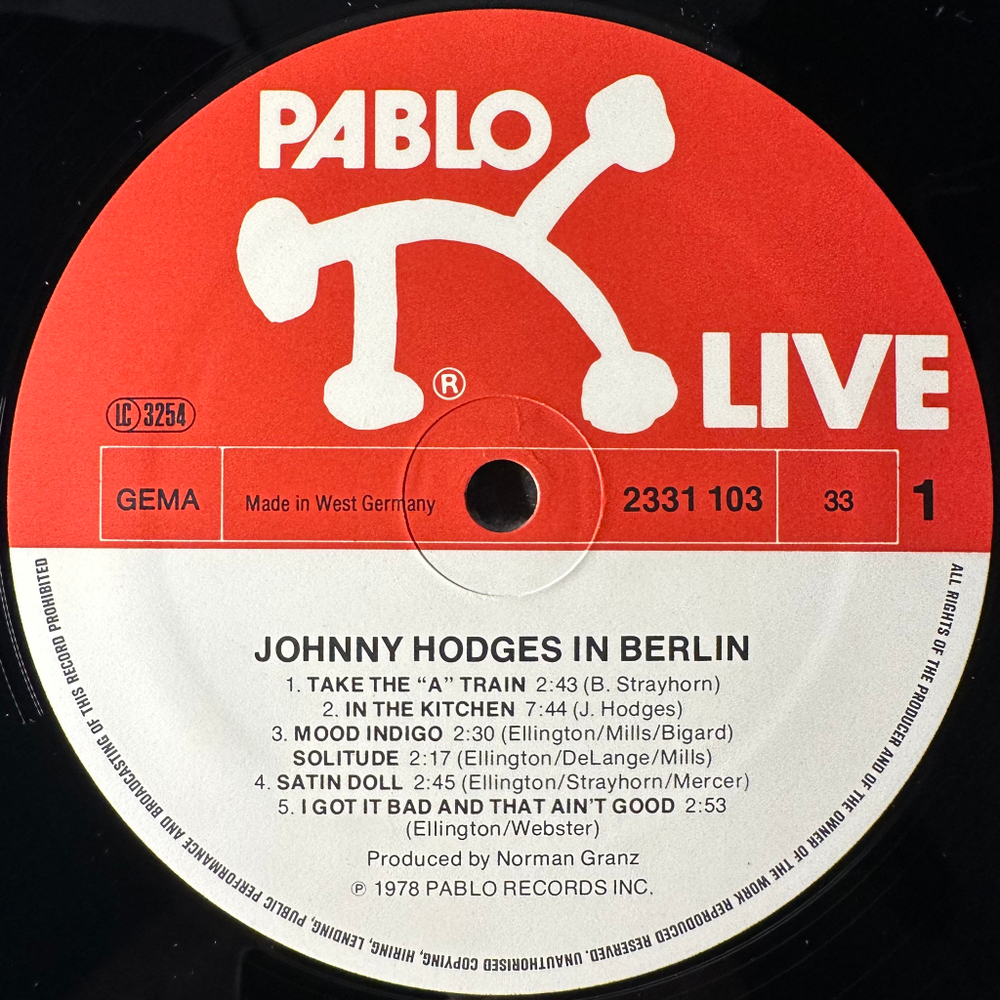 PABLO
LIVE
®
LC 3254
GEMA
Made in West Germany
2331 103
33
1
JOHNNY HODGES IN BERLIN
1. TAKE THE “A” TRAIN 2:43 (B. Strayhorn)
2. IN THE KITCHEN 7:44 (J. Hodges)
3. MOOD INDIGO 2:30 (Ellington/Mills/Bigard)
SOLITUDE 2:17 (Ellington/DeLange/Mills)
4. SATIN DOLL 2:45 (Ellington/Strayhorn/Mercer)
5. I GOT IT BAD AND THAT AIN'T GOOD 2:53
(Ellington/Webster)
Produced by Norman Granz
℗ 1978 PABLO RECORDS INC.
ALL RIGHTS OF THE PRODUCER AND OF THE OWNER OF THE WORK REPRODUCED RESERVED. UNAUTHORISED COPYING, HIRING, LENDING, PUBLIC PERFORMANCE AND BROADCASTING OF THIS RECORD PROHIBITED